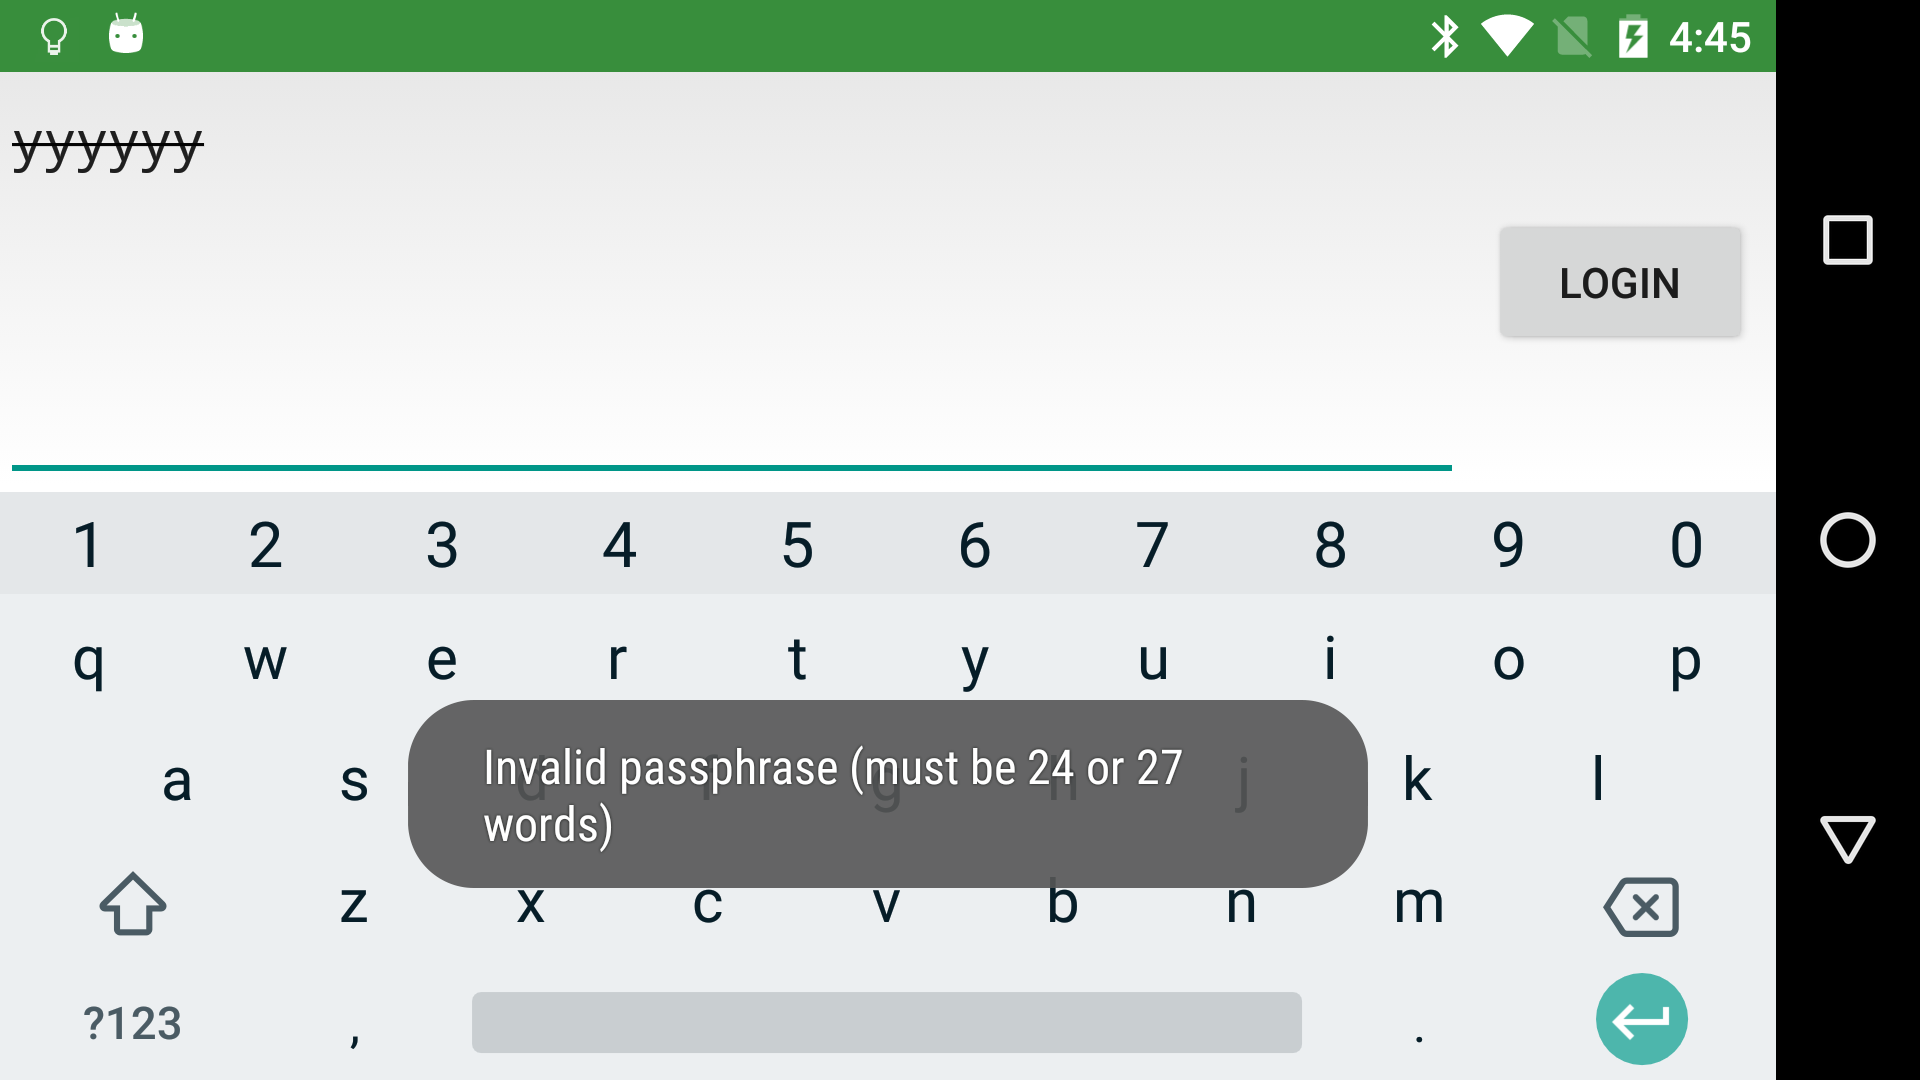 4:45
yyyyyy
LOGIN
1 2 3 4 5 6 7 8 9 0
q w e r t y u i o p
a s d f g h j k l
Invalid passphrase (must be 24 or 27
words)
z x c v b n m
?123 , .